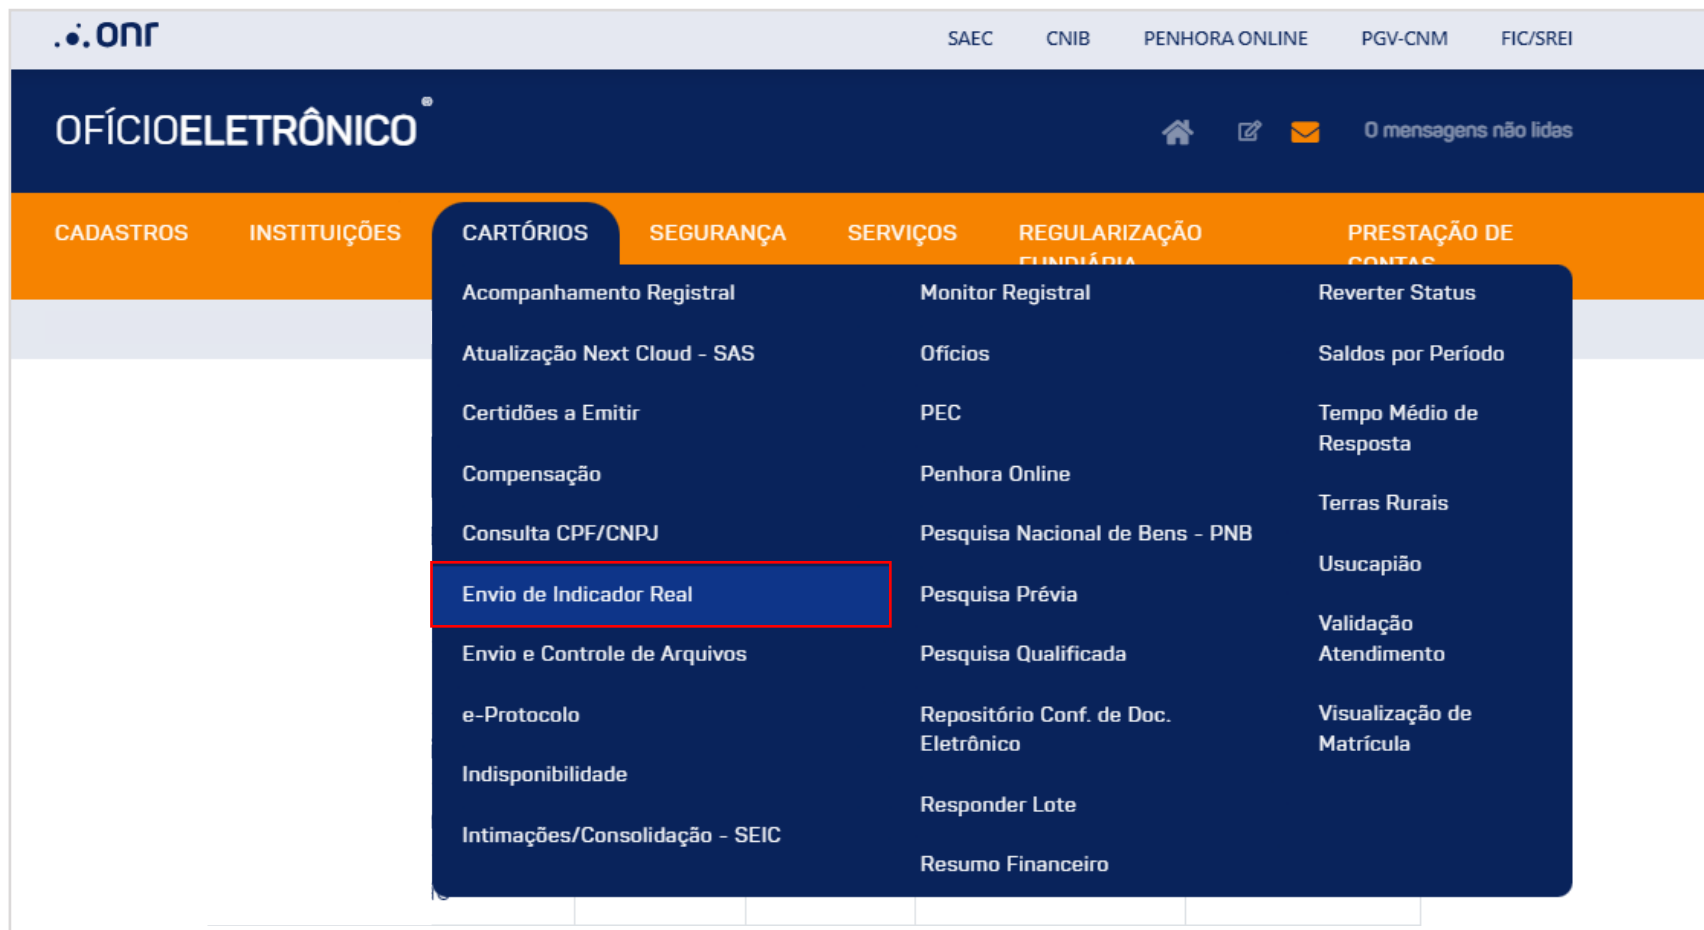 onr
SAEC CNIB PENHORA ONLINE PGV-CNM FIC/SREI
OFÍCIOELETRÔNICO®
0 mensagens não lidas
CADASTROS INSTITUIÇÕES CARTÓRIOS SEGURANÇA SERVIÇOS REGULARIZAÇÃO FUNDIÁRIA PRESTAÇÃO DE CONTAS
Acompanhamento Registral
Atualização Next Cloud - SAS
Certidões a Emitir
Compensação
Consulta CPF/CNPJ
Envio de Indicador Real
Envio e Controle de Arquivos
e-Protocolo
Indisponibilidade
Intimações/Consolidação - SEIC
Monitor Registral
Ofícios
PEC
Penhora Online
Pesquisa Nacional de Bens - PNB
Pesquisa Prévia
Pesquisa Qualificada
Repositório Conf. de Doc.
Eletrônico
Responder Lote
Resumo Financeiro
Reverter Status
Saldos por Período
Tempo Médio de
Resposta
Terras Rurais
Usucapião
Validação
Atendimento
Visualização de
Matrícula